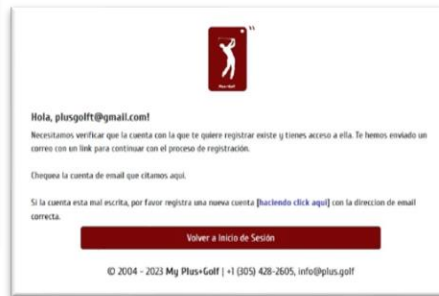 Plus+Golf
Hola, plusgolft@gmail.com!
Necesitamos verificar que la cuenta con la que te quiere registrar existe y tienes acceso a ella. Te hemos enviado un
correo con un link para continuar con el proceso de registración.
Chequea la cuenta de email que citamos aquí.
Si la cuenta esta mal escrita, por favor registra una nueva cuenta [haciendo click aquí] con la direccion de email
correcta.
Volver a Inicio de Sesión
© 2004 - 2023 My Plus+Golf | +1 (305) 428-2605, info@plus.golf